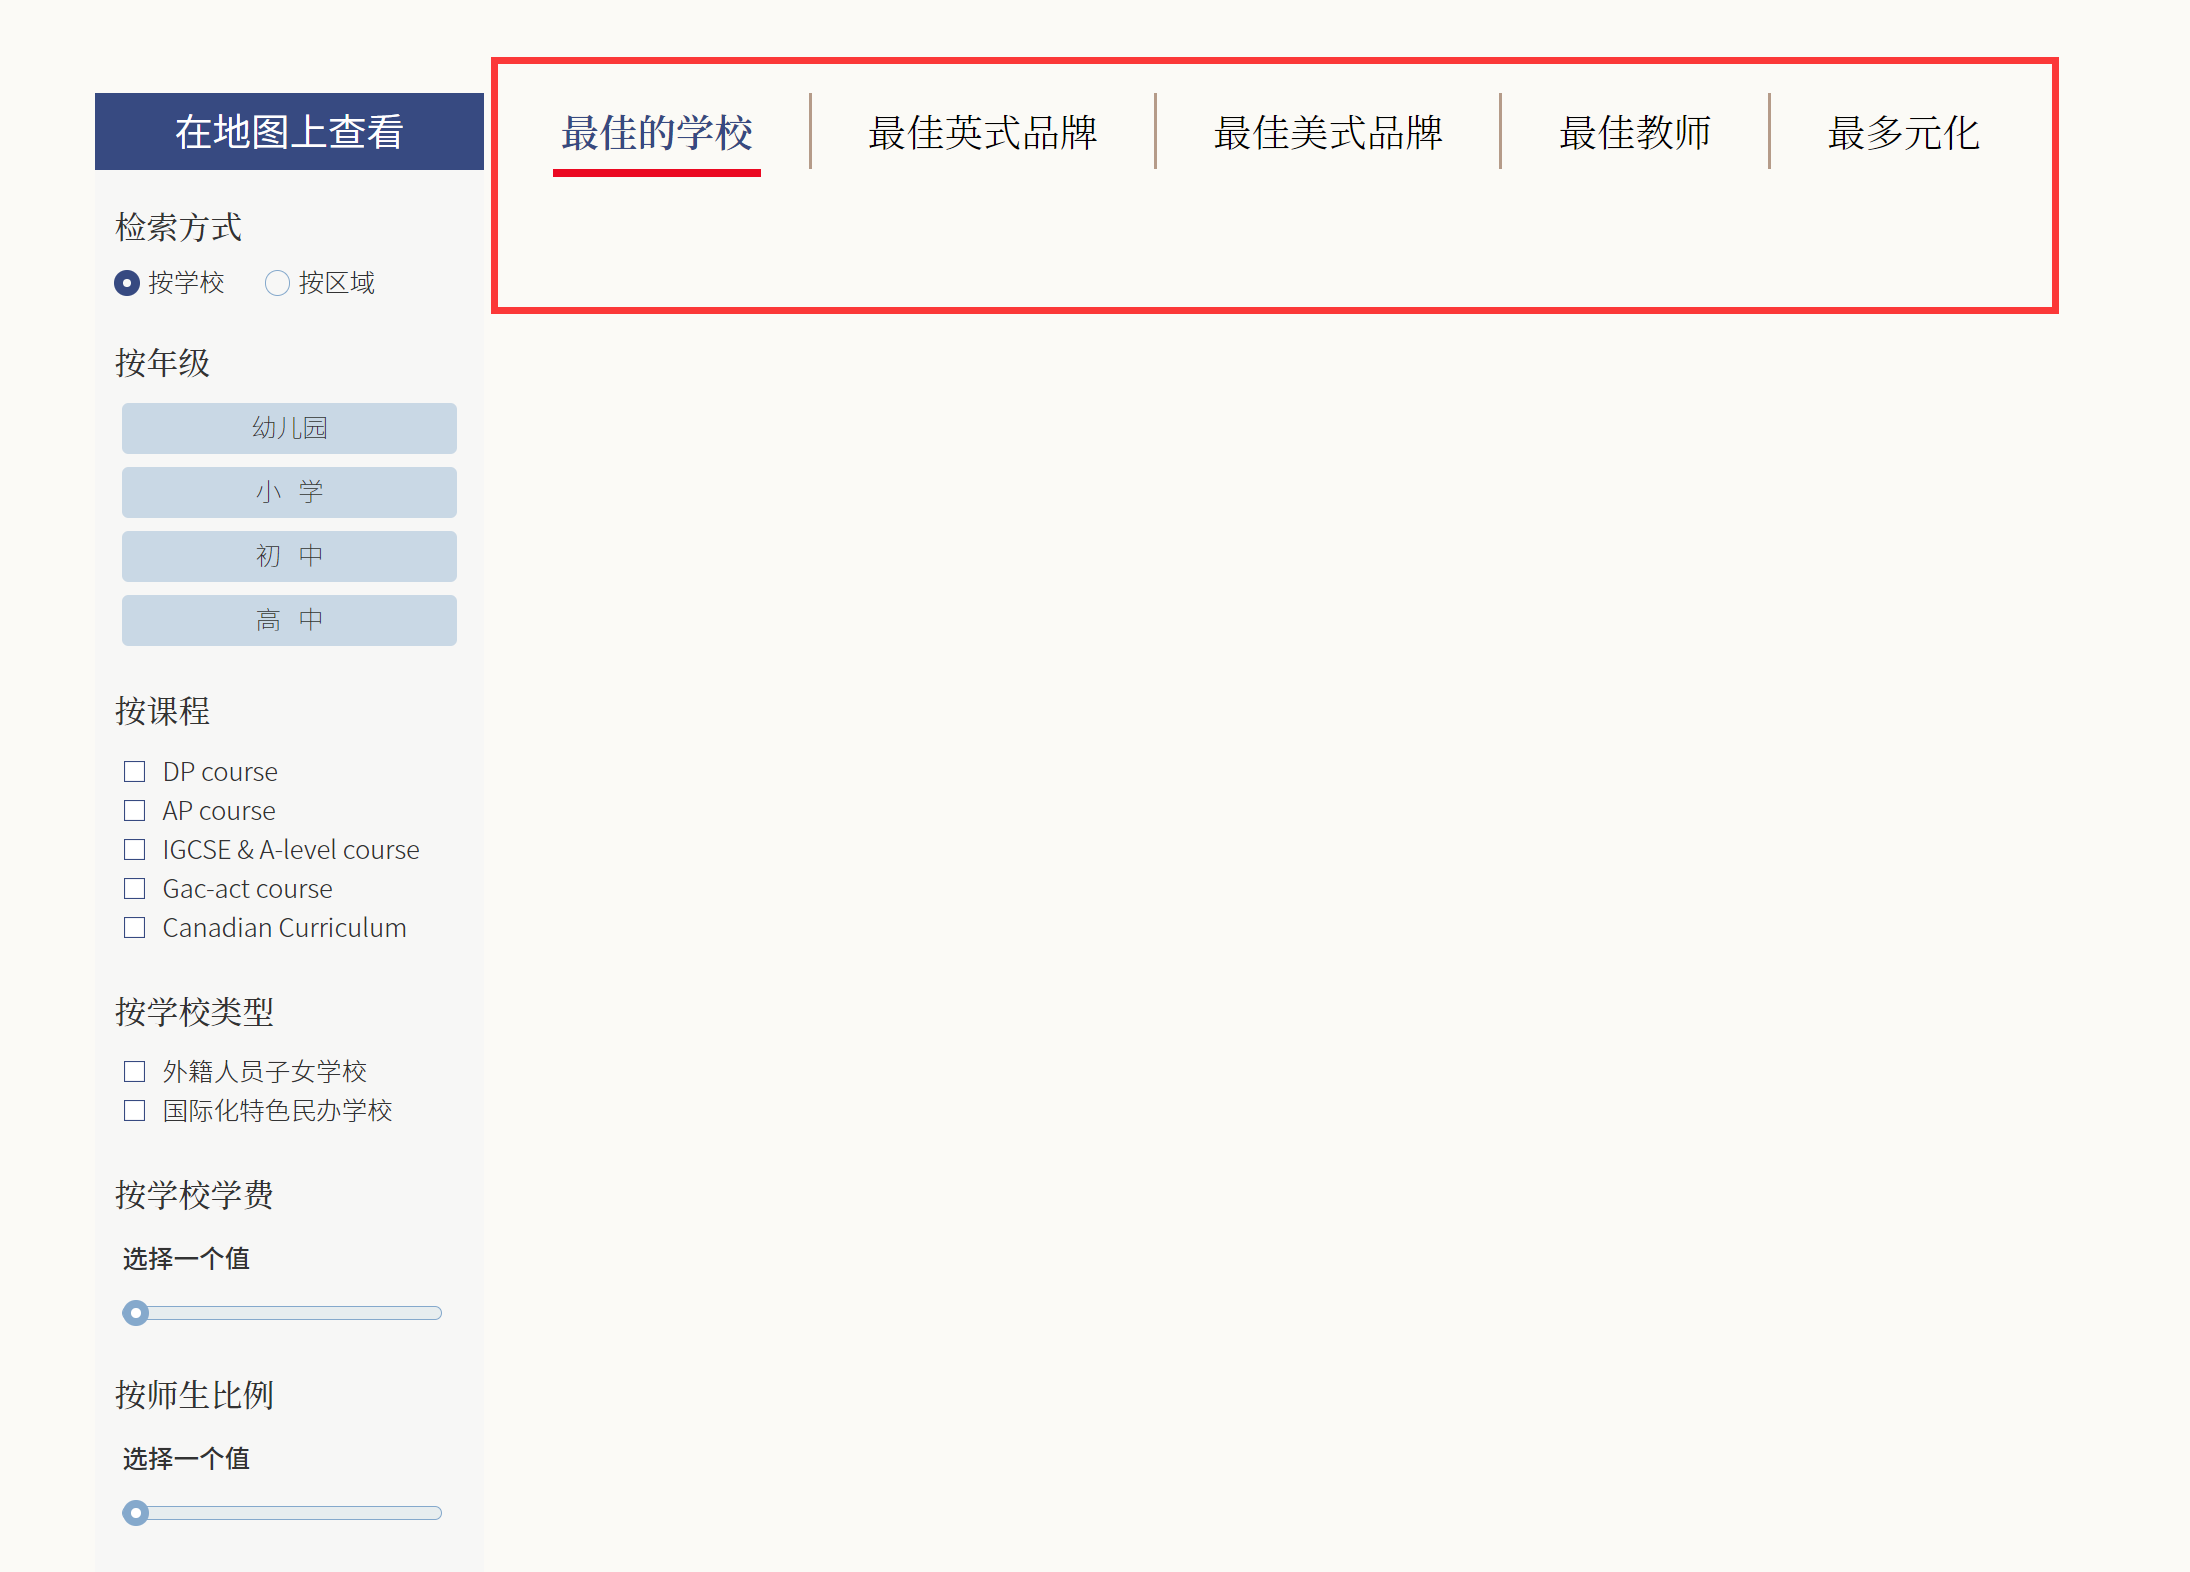 在地图上查看
最佳的学校 最佳英式品牌 最佳美式品牌 最佳教师 最多元化
检索方式
按学校 按区域
按年级
幼儿园
小 学
初 中
高 中
按课程
DP course
AP course
IGCSE & A-level course
Gac-act course
Canadian Curriculum
按学校类型
外籍人员子女学校
国际化特色民办学校
按学校学费
选择一个值
按师生比例
选择一个值